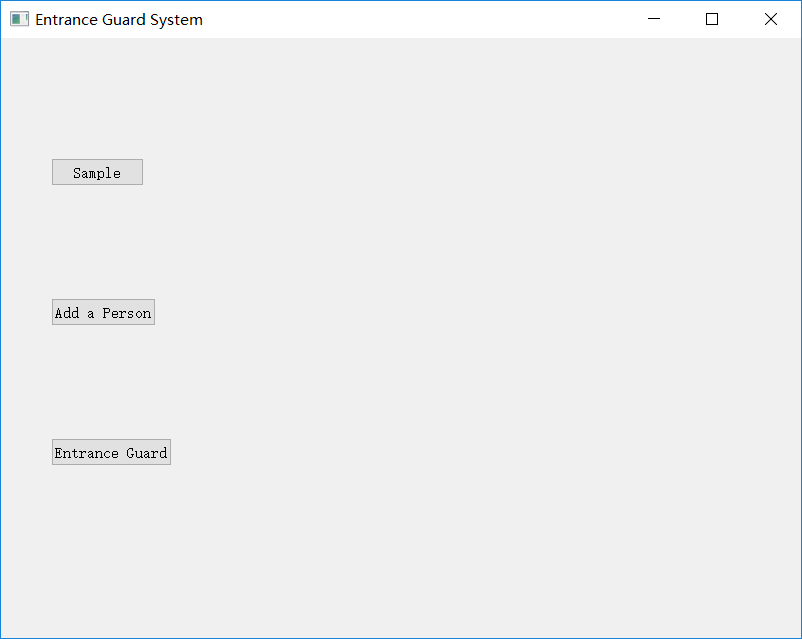 Entrance Guard System
Sample
Add a Person
Entrance Guard